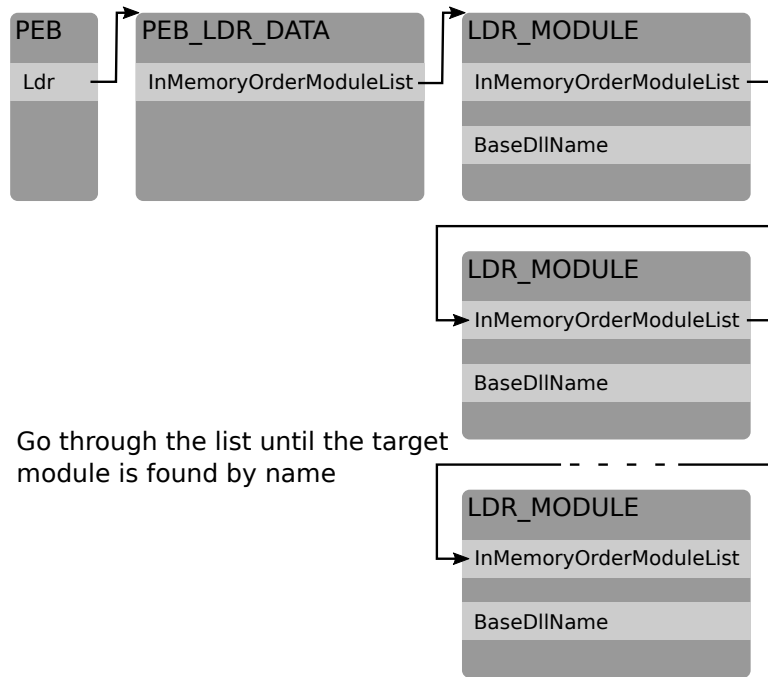 PEB
Ldr
PEB_LDR_DATA
InMemoryOrderModuleList
LDR_MODULE
InMemoryOrderModuleList
BaseDllName
LDR_MODULE
InMemoryOrderModuleList
BaseDllName
Go through the list until the target
module is found by name
LDR_MODULE
InMemoryOrderModuleList
BaseDllName